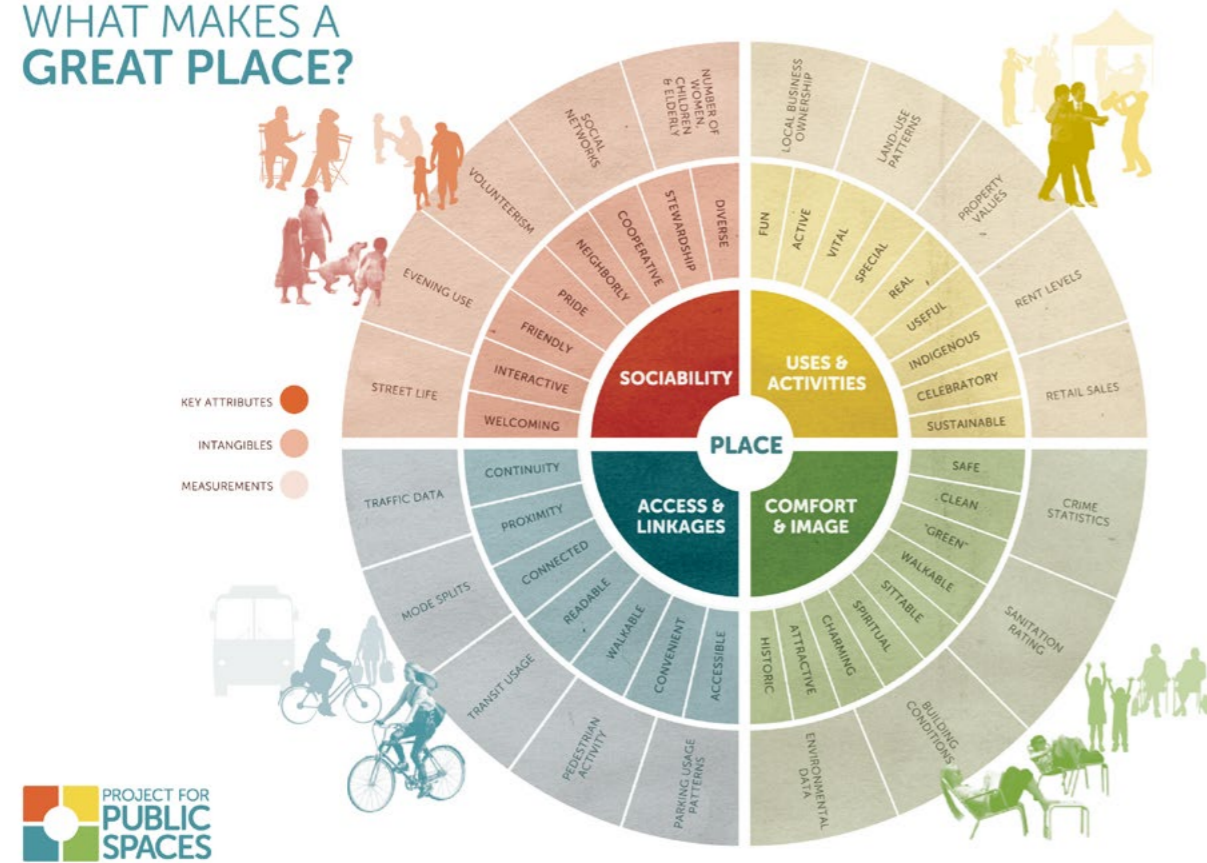 WHAT MAKES A
GREAT PLACE?
KEY ATTRIBUTES
INTANGIBLES
MEASUREMENTS
PLACE
SOCIABILITY
USES &
ACTIVITIES
ACCESS &
LINKAGES
COMFORT
& IMAGE
WELCOMING
INTERACTIVE
FRIENDLY
PRIDE
NEIGHBORLY
COOPERATIVE
STEWARDSHIP
DIVERSE
FUN
ACTIVE
VITAL
SPECIAL
REAL
USEFUL
INDIGENOUS
CELEBRATORY
SUSTAINABLE
SAFE
CLEAN
"GREEN"
WALKABLE
SITTABLE
SPIRITUAL
CHARMING
ATTRACTIVE
HISTORIC
ACCESSIBLE
CONVENIENT
WALKABLE
READABLE
CONNECTED
PROXIMITY
CONTINUITY
STREET LIFE
EVENING USE
VOLUNTEERISM
SOCIAL
NETWORKS
NUMBER OF
WOMEN,
CHILDREN
& ELDERLY
LOCAL BUSINESS
OWNERSHIP
LAND-USE
PATTERNS
PROPERTY
VALUES
RENT LEVELS
RETAIL SALES
CRIME
STATISTICS
SANITATION
RATING
BUILDING
CONDITIONS
ENVIRONMENTAL
DATA
PARKING USAGE
PATTERNS
PEDESTRIAN
ACTIVITY
TRANSIT USAGE
MODE SPLITS
TRAFFIC DATA
PROJECT FOR
PUBLIC
SPACES